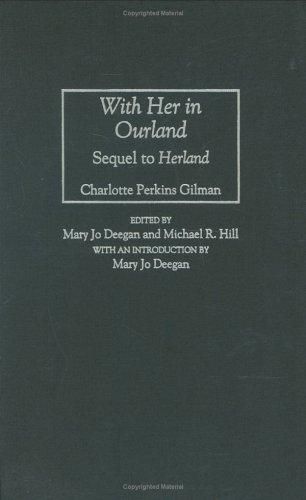 With Her in
Ourland
Sequel to Herland
Charlotte Perkins Gilman
EDITED BY
Mary Jo Deegan and Michael R. Hill
WITH AN INTRODUCTION BY
Mary Jo Deegan